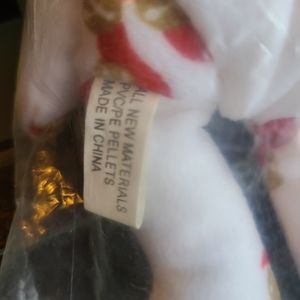 ALL NEW MATERIALS
PVC/PE PELLETS
MADE IN CHINA